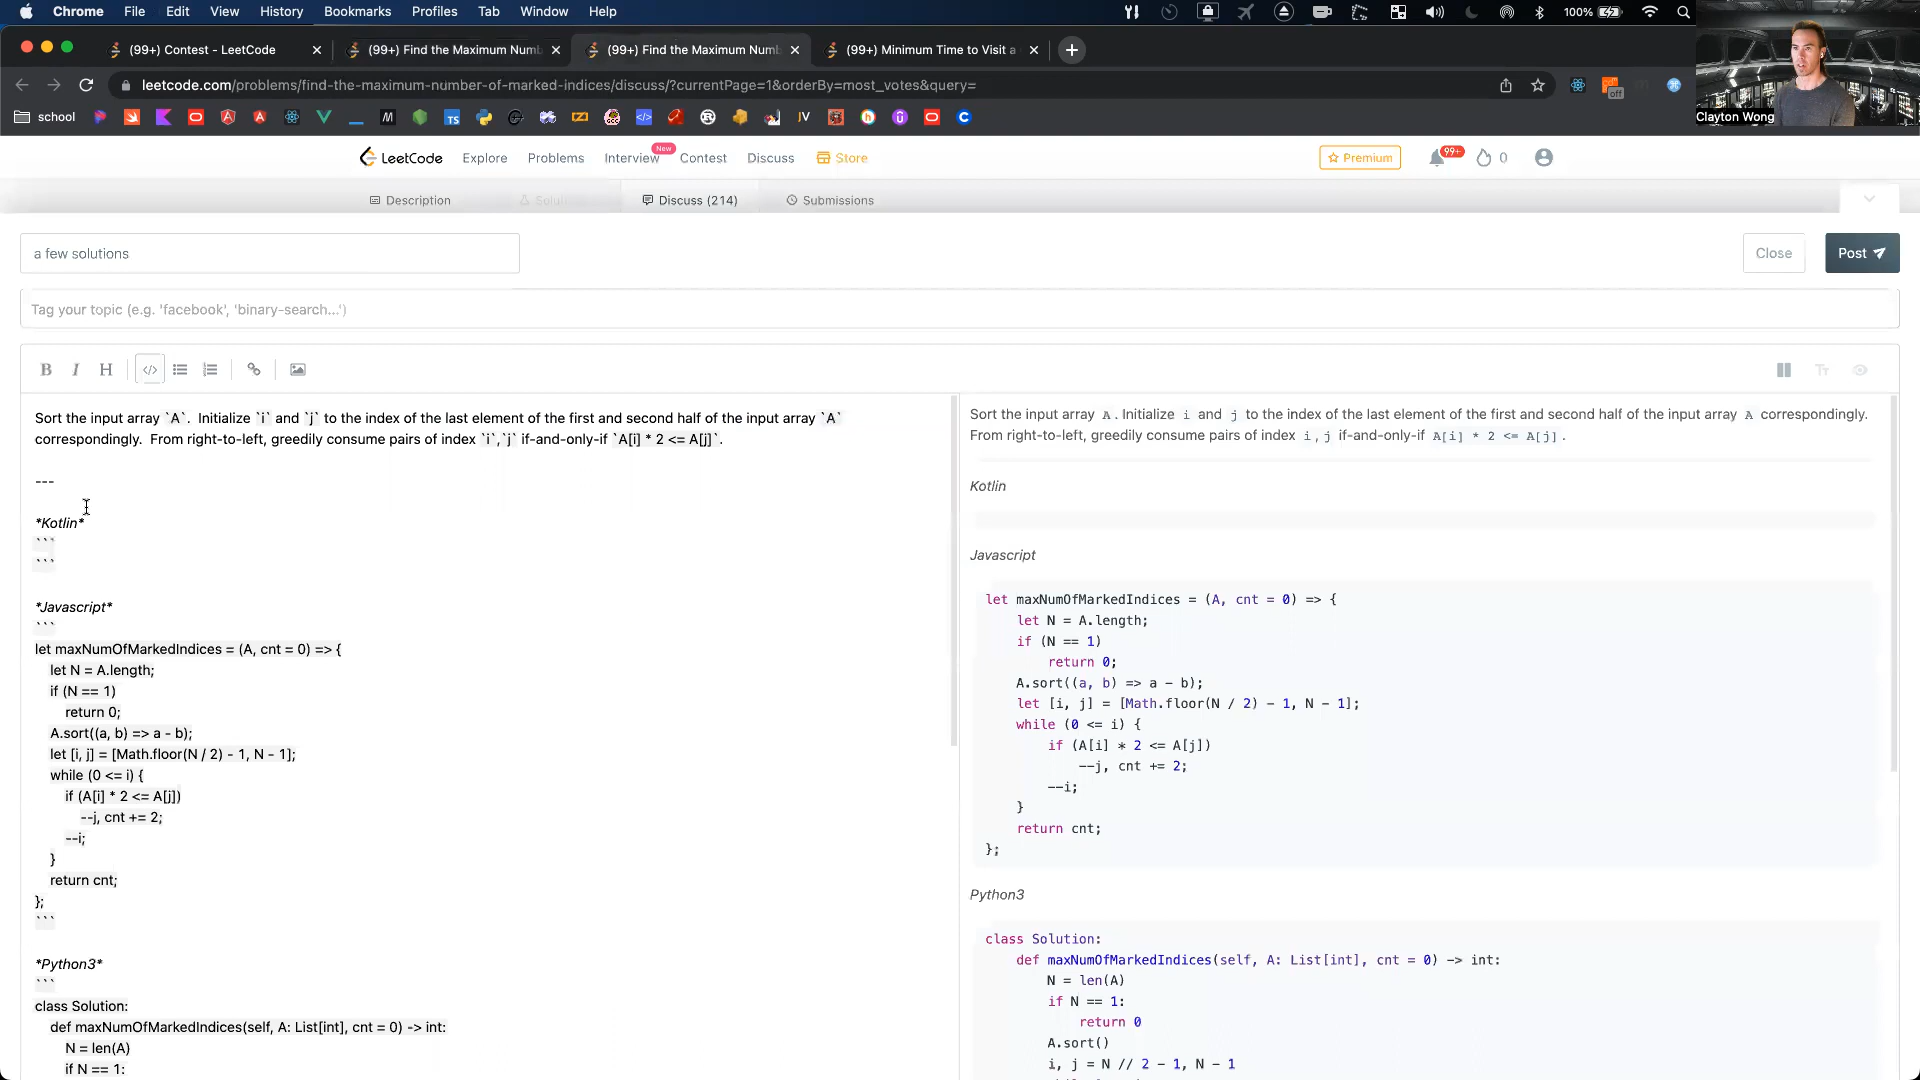 Chrome File Edit View History Bookmarks Profiles Tab Window Help 100%
(99+) Contest - LeetCode (99+) Find the Maximum Numb (99+) Find the Maximum Numb (99+) Minimum Time to Visit a
leetcode.com/problems/find-the-maximum-number-of-marked-indices/discuss/?currentPage=1&orderBy=most_votes&query=
off
school M TS </> JV C
Clayton Wong
LeetCode Explore Problems Interview New Contest Discuss Store Premium 99+ 0
Description Discuss (214) Submissions
a few solutions
Close Post
Tag your topic (e.g. 'facebook', 'binary-search...')
B I H </> Tт
Sort the input array `A`. Initialize `i` and `j` to the index of the last element of the first and second half of the input array `A`
correspondingly. From right-to-left, greedily consume pairs of index `i`,`j` if-and-only-if `A[i] * 2 <= A[j]`.
---
*Kotlin*
```
```
*Javascript*
```
let maxNumOfMarkedIndices = (A, cnt = 0) => {
let N = A.length;
if (N == 1)
return 0;
A.sort((a, b) => a - b);
let [i, j] = [Math.floor(N / 2) - 1, N - 1];
while (0 <= i) {
if (A[i] * 2 <= A[j])
--j, cnt += 2;
--i;
}
return cnt;
};
```
*Python3*
```
class Solution:
def maxNumOfMarkedIndices(self, A: List[int], cnt = 0) -> int:
N = len(A)
if N == 1:
Sort the input array A. Initialize i and j to the index of the last element of the first and second half of the input array A correspondingly.
From right-to-left, greedily consume pairs of index i,j if-and-only-if A[i] * 2 <= A[j].
Kotlin
Javascript
let maxNumOfMarkedIndices = (A, cnt = 0) => {
let N = A.length;
if (N == 1)
return 0;
A.sort((a, b) => a - b);
let [i, j] = [Math.floor(N / 2) - 1, N - 1];
while (0 <= i) {
if (A[i] * 2 <= A[j])
--j, cnt += 2;
--i;
}
return cnt;
};
Python3
class Solution:
def maxNumOfMarkedIndices(self, A: List[int], cnt = 0) -> int:
N = len(A)
if N == 1:
return 0
A.sort()
i, j = N // 2 - 1, N - 1